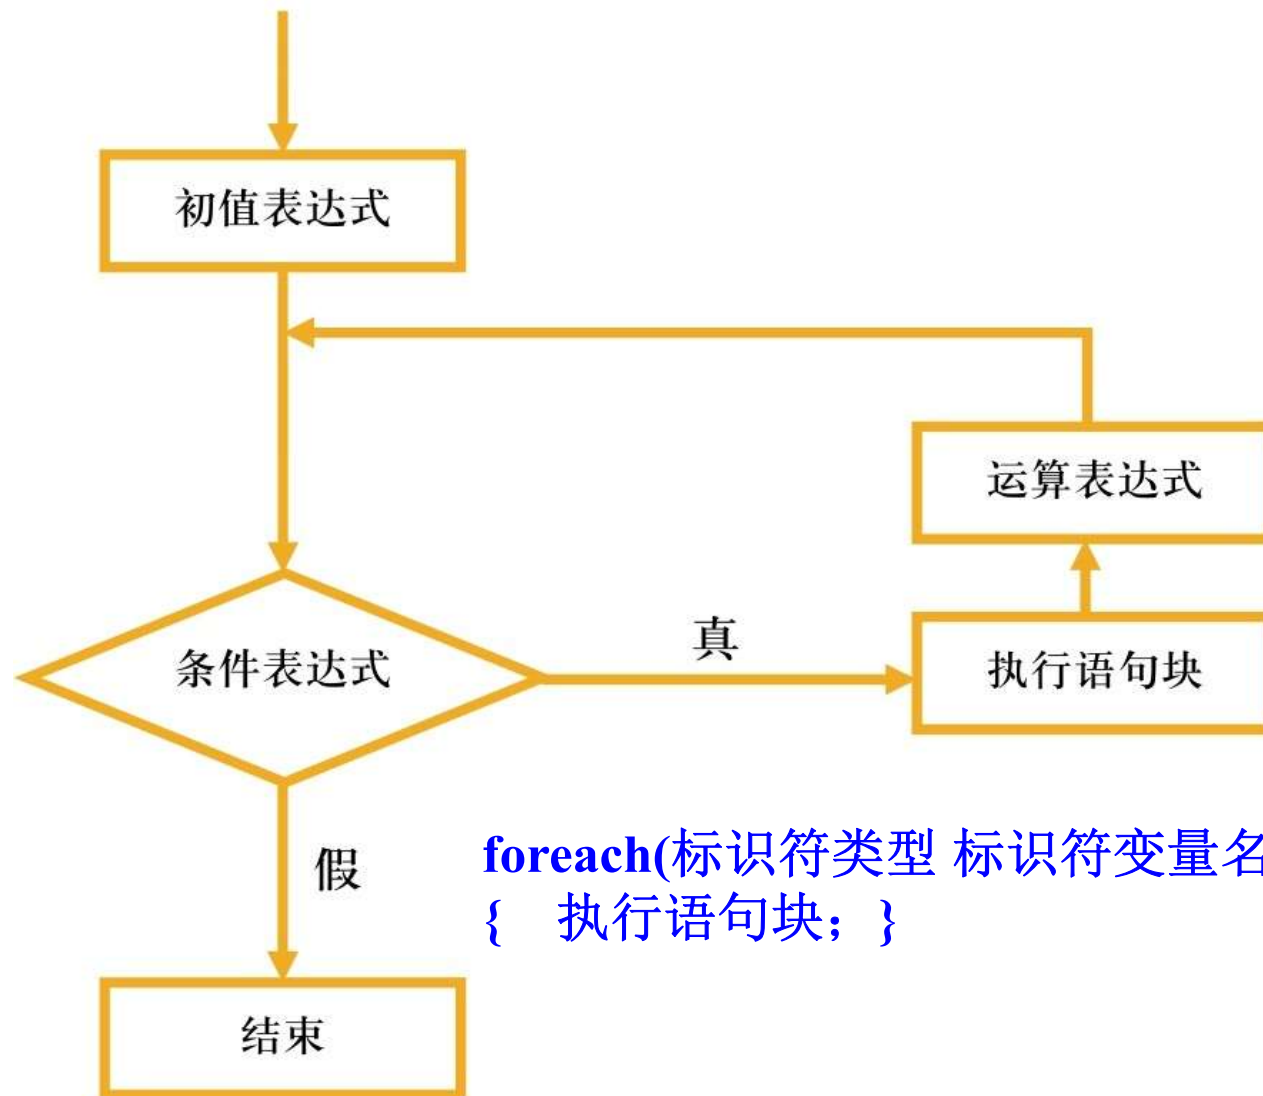 初值表达式
运算表达式
真
条件表达式
执行语句块
假
foreach(标识符类型 标识符变量名
{ 执行语句块；}
结束